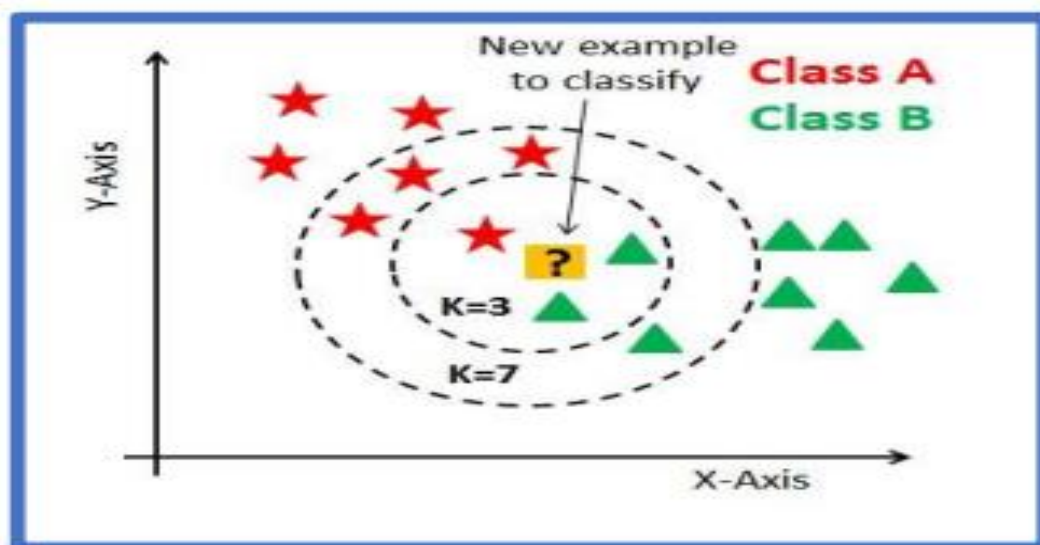 New example
to classify
Class A
Class B
Y-Axis
?
K=3
K=7
X-Axis